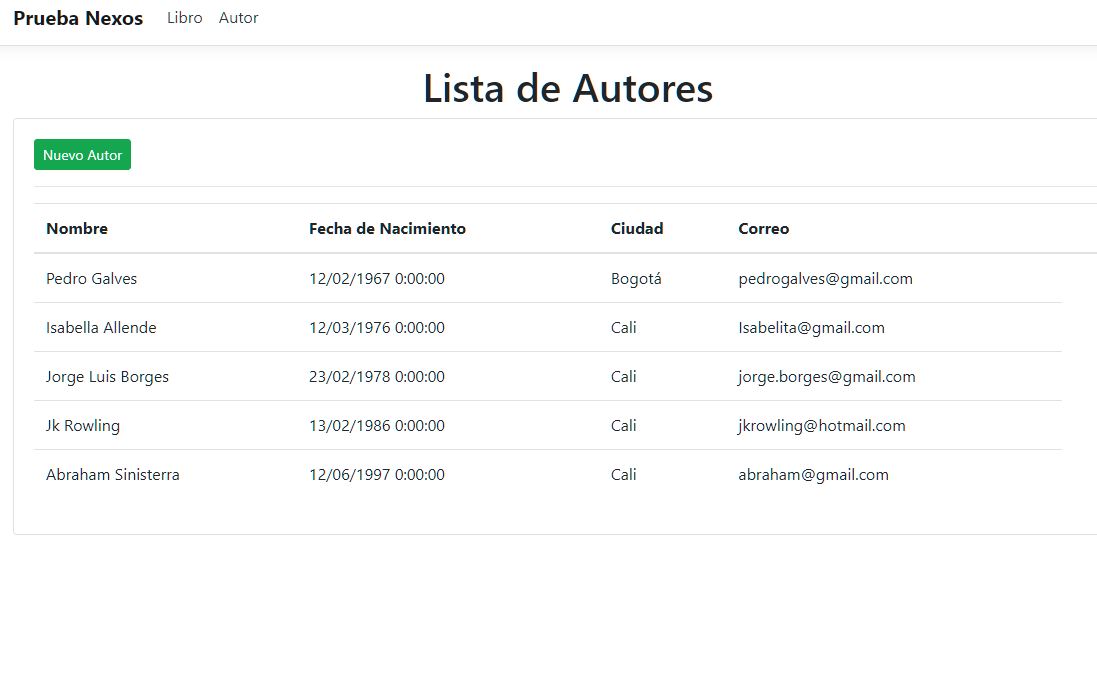 Prueba Nexos Libro Autor
Lista de Autores
Nuevo Autor
Nombre Fecha de Nacimiento Ciudad Correo
Pedro Galves 12/02/1967 0:00:00 Bogotá pedrogalves@gmail.com
Isabella Allende 12/03/1976 0:00:00 Cali Isabelita@gmail.com
Jorge Luis Borges 23/02/1978 0:00:00 Cali jorge.borges@gmail.com
Jk Rowling 13/02/1986 0:00:00 Cali jkrowling@hotmail.com
Abraham Sinisterra 12/06/1997 0:00:00 Cali abraham@gmail.com